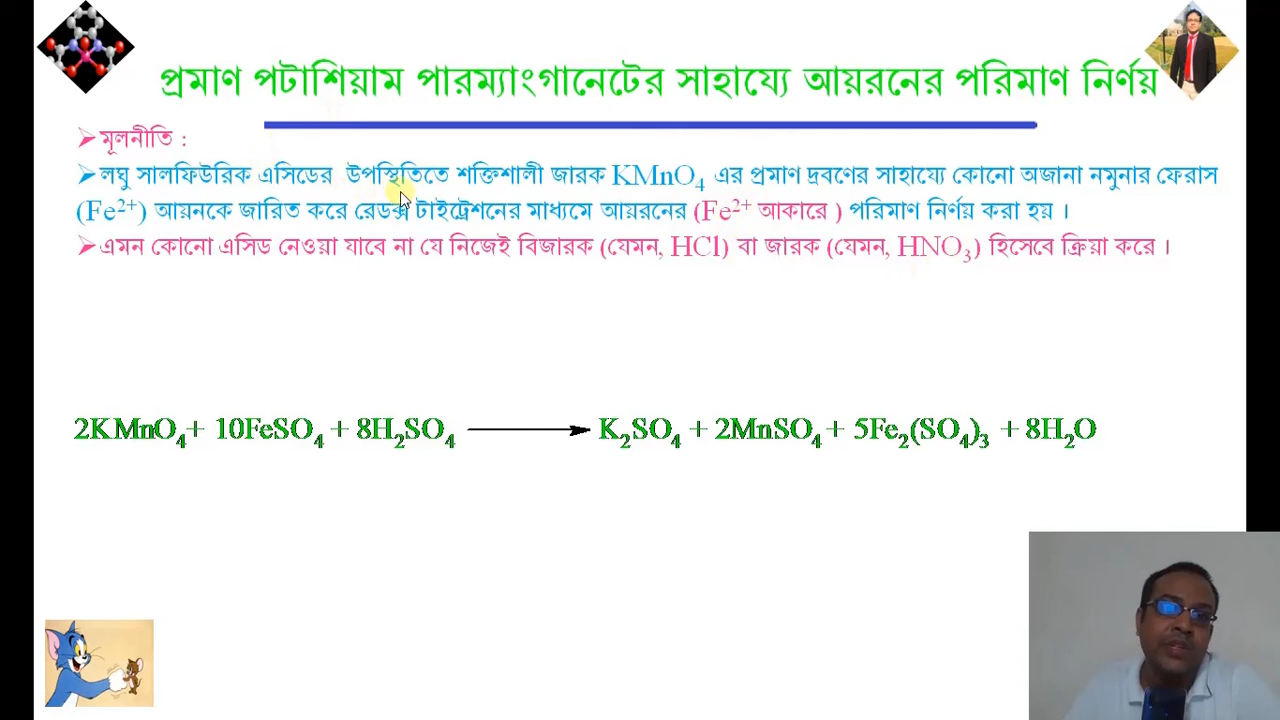 প্রমাণ পটাশিয়াম পারম্যাংগানেটের সাহায্যে আয়রনের পরিমাণ নির্ণয়
➢মূলনীতি :
➢লঘু সালফিউরিক এসিডের উপস্থিতিতে শক্তিশালী জারক KMnO₄ এর প্রমাণ দ্রবণের সাহায্যে কোনো অজানা নমুনার ফেরাস
(Fe²⁺) আয়নকে জারিত করে রেডক্স টাইট্রেশনের মাধ্যমে আয়রনের (Fe²⁺ আকারে ) পরিমাণ নির্ণয় করা হয় ।
➢এমন কোনো এসিড নেওয়া যাবে না যে নিজেই বিজারক (যেমন, HCl) বা জারক (যেমন, HNO₃) হিসেবে ক্রিয়া করে ।
2KMnO₄+ 10FeSO₄ + 8H₂SO₄ ⟶ K₂SO₄ + 2MnSO₄ + 5Fe₂(SO₄)₃ + 8H₂O